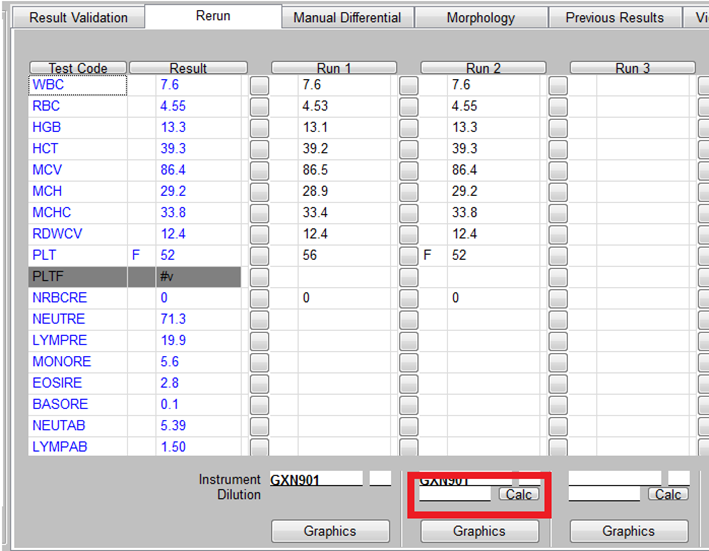 Result Validation Rerun Manual Differential Morphology Previous Results Vi
Test Code Result Run 1 Run 2 Run 3
WBC 7.6 7.6 7.6
RBC 4.55 4.53 4.55
HGB 13.3 13.1 13.3
HCT 39.3 39.2 39.3
MCV 86.4 86.5 86.4
MCH 29.2 28.9 29.2
MCHC 33.8 33.4 33.8
RDWCV 12.4 12.4 12.4
PLT F 52 56 F 52
PLTF #v
NRBCRE 0 0 0
NEUTRE 71.3
LYMPRE 19.9
MONORE 5.6
EOSIRE 2.8
BASORE 0.1
NEUTAB 5.39
LYMPAB 1.50
Instrument GXN901 GXN901
Dilution Calc Calc
Graphics Graphics Graphics